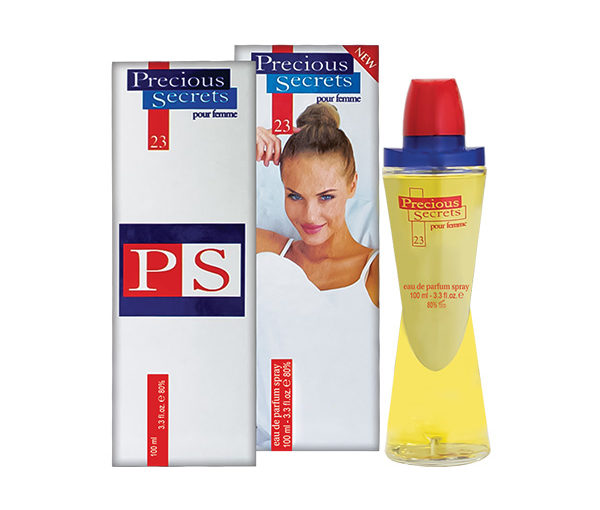 Precious
Secrets
pour femme
23
PS
100 ml 3.3 fl.oz. e 80%
NEW
Precious
Secrets
pour femme
23
eau de parfum spray
100 ml - 3.3 fl.oz. e 80%
Precious
Secrets
pour femme
23
eau de parfum spray
100 ml - 3.3 fl.oz. e
80%